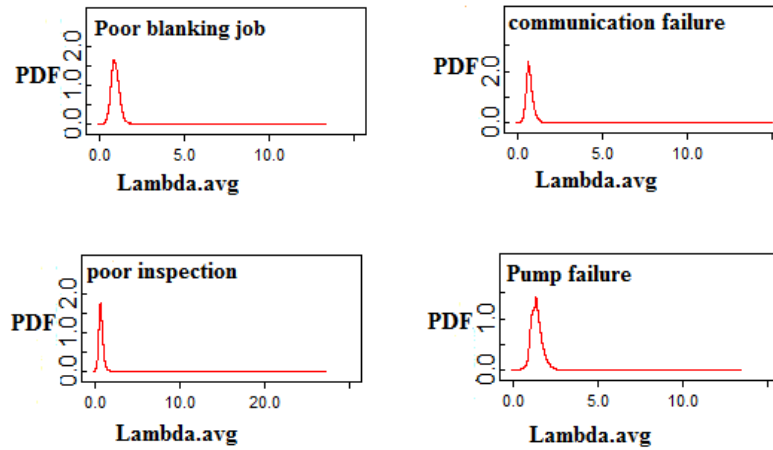 Poor blanking job
PDF
0.0 1.0 2.0
0.0 5.0 10.0
Lambda.avg
communication failure
PDF
0.0 2.0
0.0 5.0 10.0
Lambda.avg
poor inspection
PDF
0.0 1.0 2.0
0.0 10.0 20.0
Lambda.avg
Pump failure
PDF
0.0 1.0
0.0 5.0 10.0
Lambda.avg